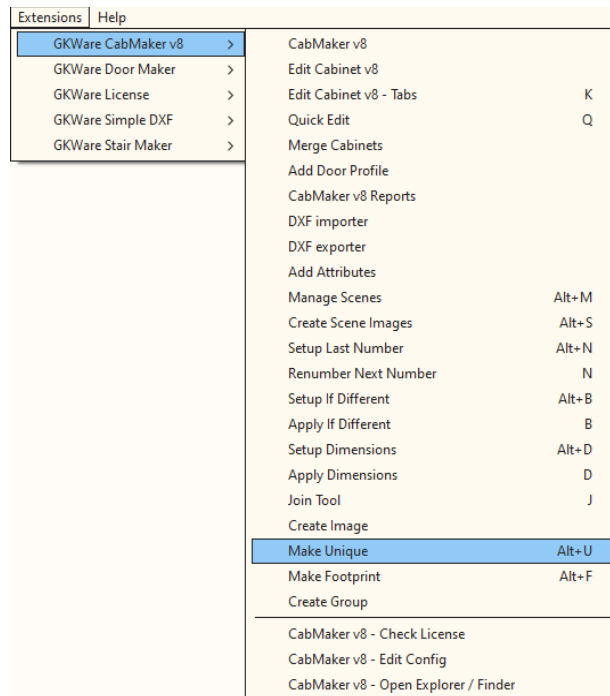 Extensions Help
GKWare CabMaker v8 >
GKWare Door Maker >
GKWare License >
GKWare Simple DXF >
GKWare Stair Maker >
CabMaker v8
Edit Cabinet v8
Edit Cabinet v8 - Tabs K
Quick Edit Q
Merge Cabinets
Add Door Profile
CabMaker v8 Reports
DXF importer
DXF exporter
Add Attributes
Manage Scenes Alt+M
Create Scene Images Alt+S
Setup Last Number Alt+N
Renumber Next Number N
Setup If Different Alt+B
Apply If Different B
Setup Dimensions Alt+D
Apply Dimensions D
Join Tool J
Create Image
Make Unique Alt+U
Make Footprint Alt+F
Create Group
CabMaker v8 - Check License
CabMaker v8 - Edit Config
CabMaker v8 - Open Explorer / Finder